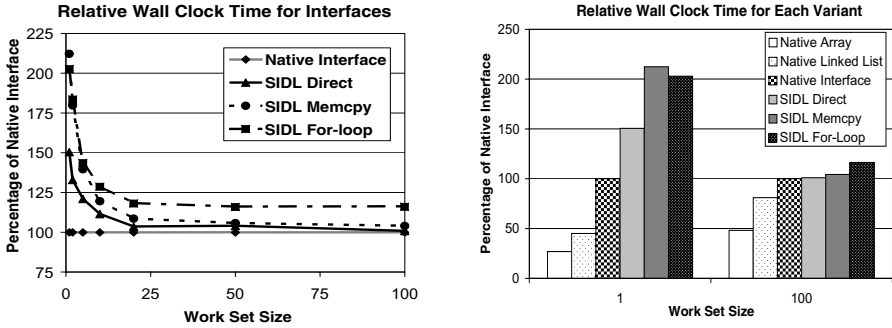 Relative Wall Clock Time for Interfaces
Percentage of Native Interface
225
200
175
150
125
100
75
0
25
50
75
100
Work Set Size
Native Interface
SIDL Direct
SIDL Memcpy
SIDL For-loop
Relative Wall Clock Time for Each Variant
Percentage of Native Interface
250
200
150
100
50
0
1
100
Work Set Size
Native Array
Native Linked List
Native Interface
SIDL Direct
SIDL Memcpy
SIDL For-Loop